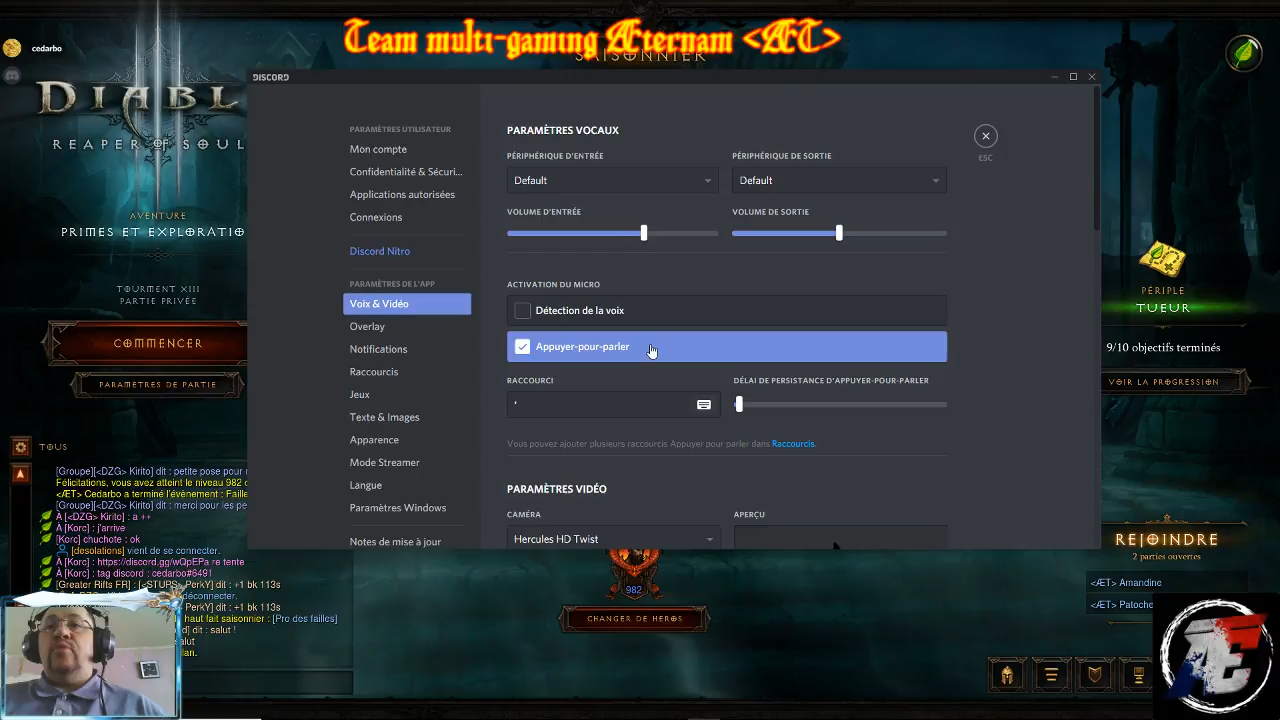 Team multi-gaming Æternam <ÆT>
SAISONNIER
cedarbo
DIABL
REAPER OF SOUL
AVENTURE
PRIMES ET EXPLORATIO
TOURMENT XIII
PARTIE PRIVÉE
COMMENCER
PARAMÈTRES DE PARTIE
DISCORD
PARAMÈTRES UTILISATEUR
Mon compte
Confidentialité & Sécuri...
Applications autorisées
Connexions
Discord Nitro
PARAMÈTRES DE L'APP
Voix & Vidéo
Overlay
Notifications
Raccourcis
Jeux
Texte & Images
Apparence
Mode Streamer
Langue
Paramètres Windows
Notes de mise à jour
PARAMÈTRES VOCAUX
PÉRIPHÉRIQUE D'ENTRÉE
PÉRIPHÉRIQUE DE SORTIE
Default
Default
VOLUME D'ENTRÉE
VOLUME DE SORTIE
ACTIVATION DU MICRO
Détection de la voix
Appuyer-pour-parler
RACCOURCI
DÉLAI DE PERSISTANCE D'APPUYER-POUR-PARLER
'
Vous pouvez ajouter plusieurs raccourcis Appuyer pour parler dans Raccourcis.
PARAMÈTRES VIDÉO
CAMÉRA
APERÇU
Hercules HD Twist
ESC
PÉRIPLE
TUEUR
9/10 objectifs terminés
VOIR LA PROGRESSION
REJOINDRE
2 parties ouvertes
<ÆT> Amandine
<ÆT> Patoche
982
CHANGER DE HÉROS
TOUS
[Groupe][<DZG> Kirito] dit : petite pose pour
Félicitations, vous avez atteint le niveau 982
<ÆT> Cedarbo a terminé l'évènement : Faille
[Groupe][<DZG> Kirito] dit : merci pour les pe
À [<DZG> Kirito] : a ++
À [Korc] : j'arrive
[Korc] chuchote : ok
[desolations] vient de se connecter.
À [Korc] : https://discord.gg/wQpEPa re tente
À [Korc] : tag discord : cedarbo#6491
[Greater Rifts FR] : [<STUPS> PerkY] dit : +1 bk 113s
déconnecter.
PerkY] dit : +1 bk 113s
haut fait saisonnier : [Pro des failles]
] dit : salut !
salut
ÆT